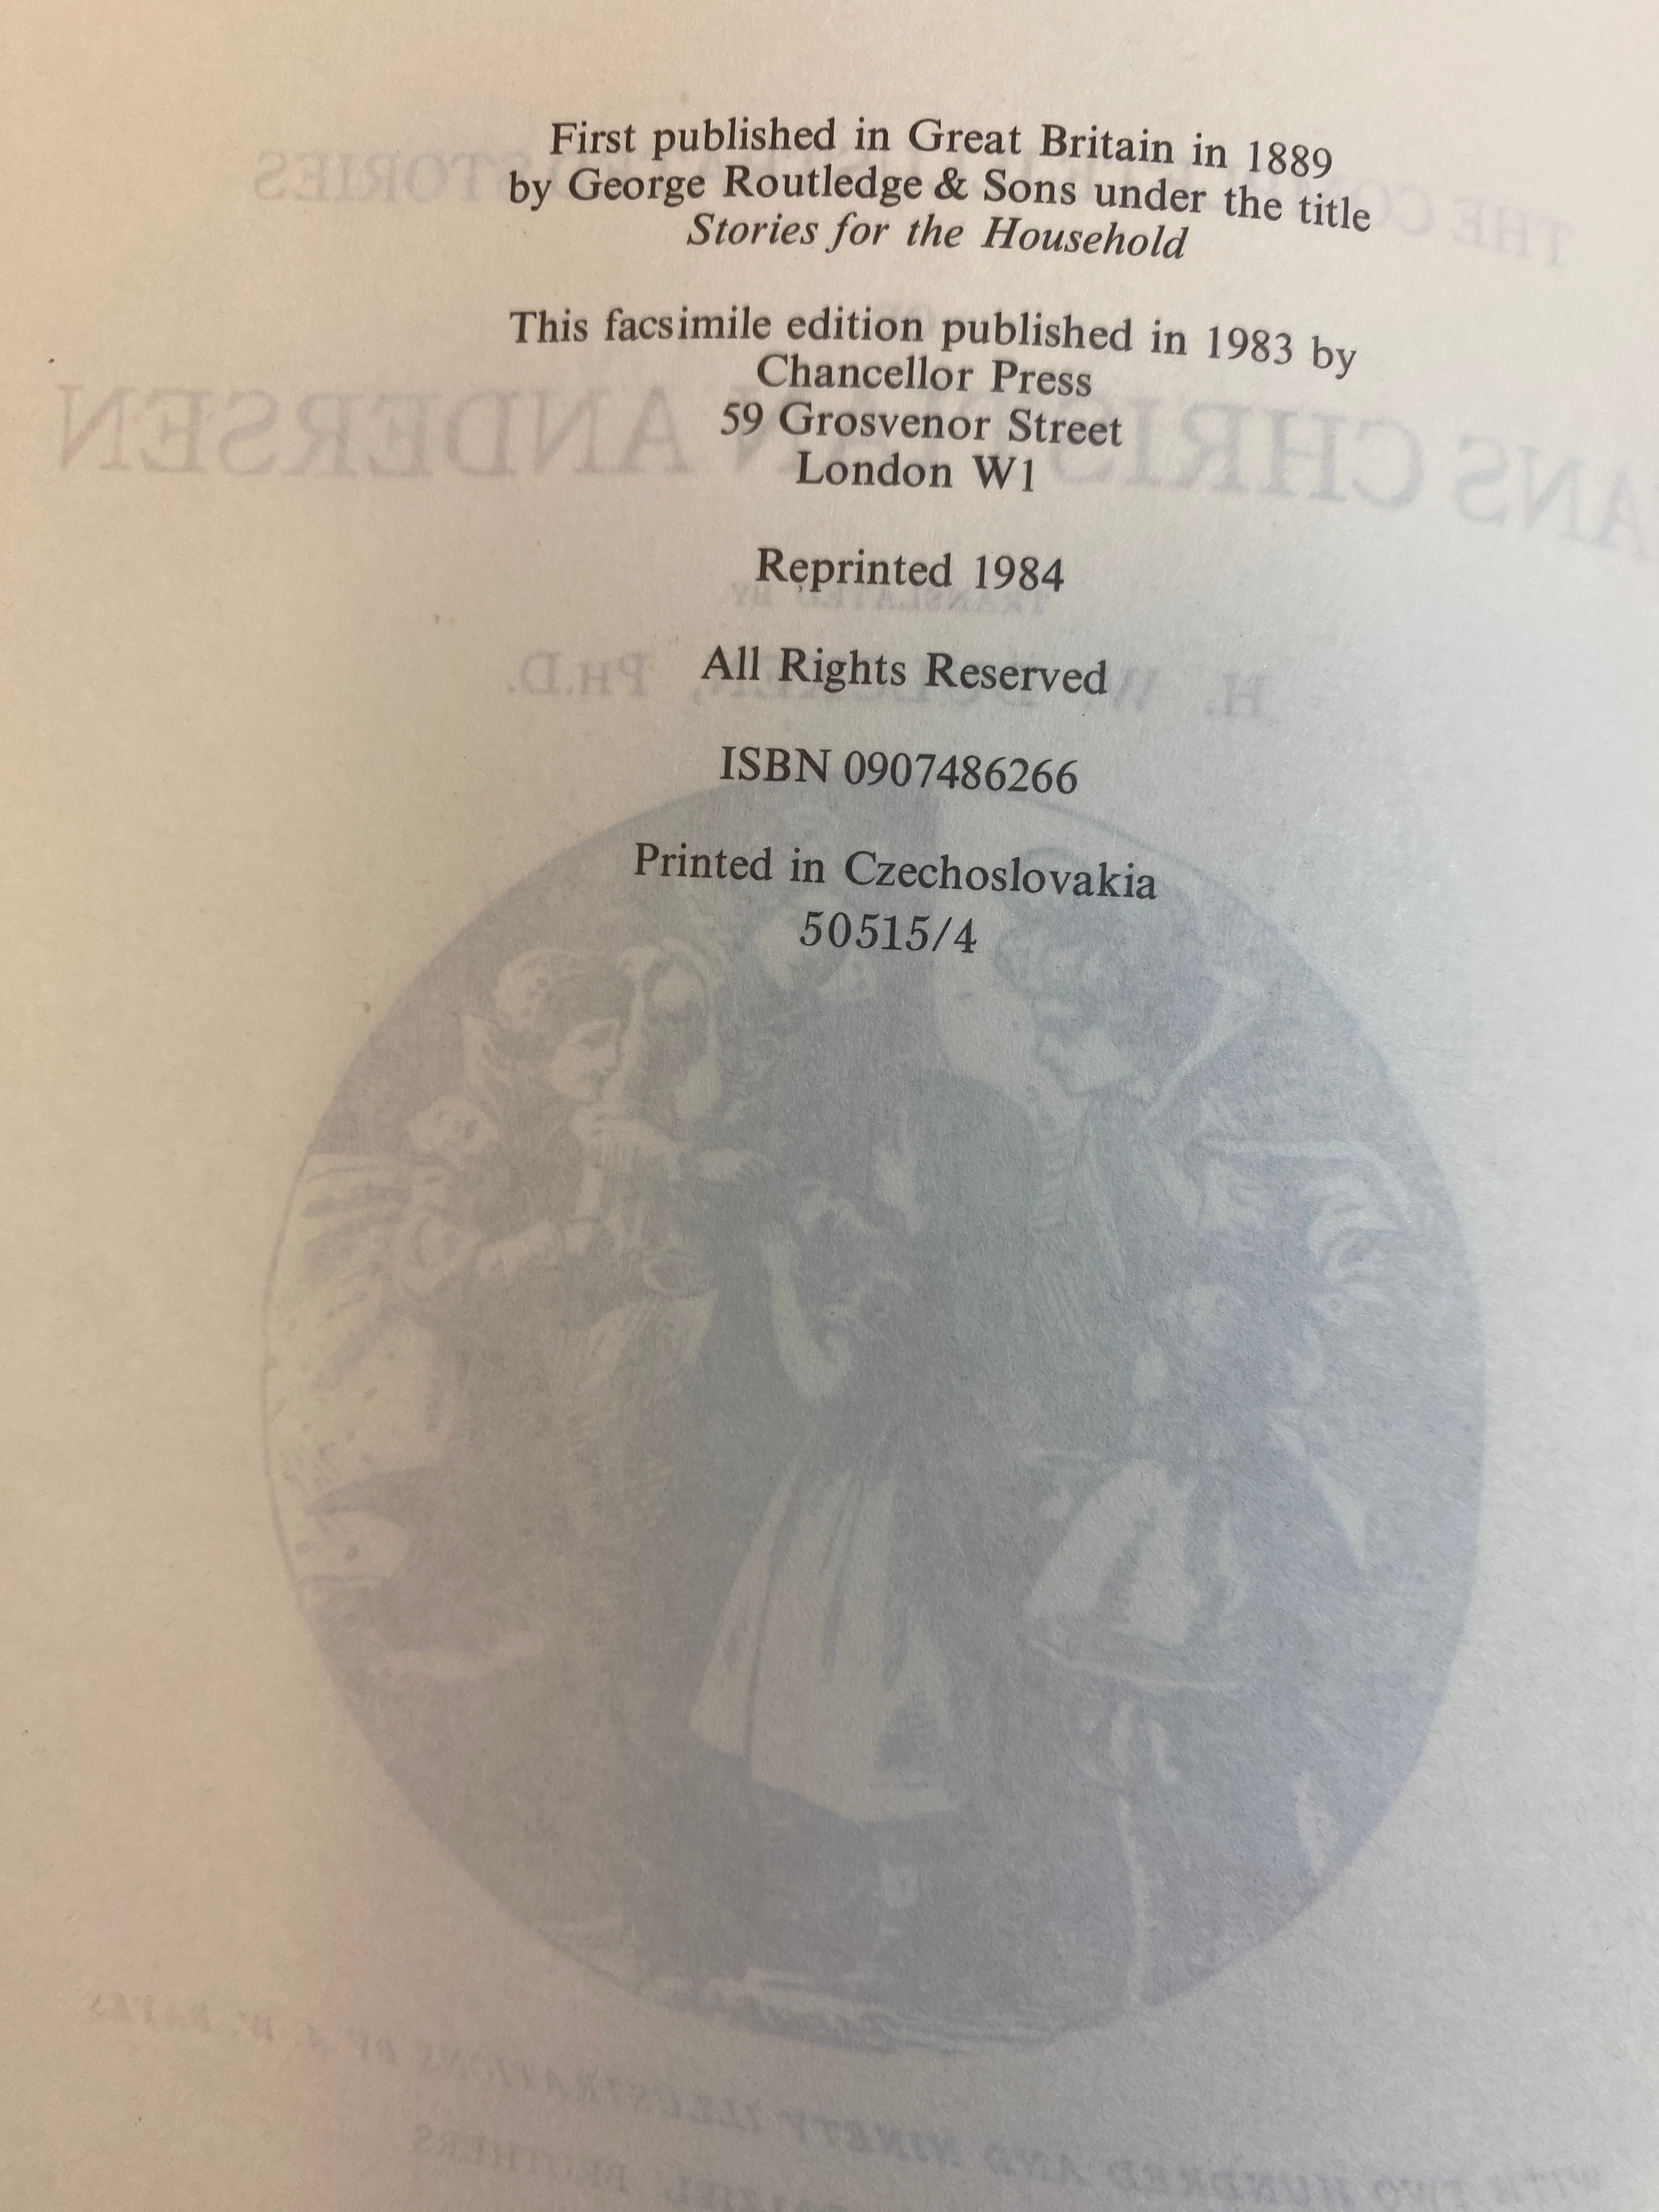 First published in Great Britain in 1889
by George Routledge & Sons under the title
Stories for the Household
This facsimile edition published in 1983 by
Chancellor Press
59 Grosvenor Street
London W1
Reprinted 1984
All Rights Reserved
ISBN 0907486266
Printed in Czechoslovakia
50515/4